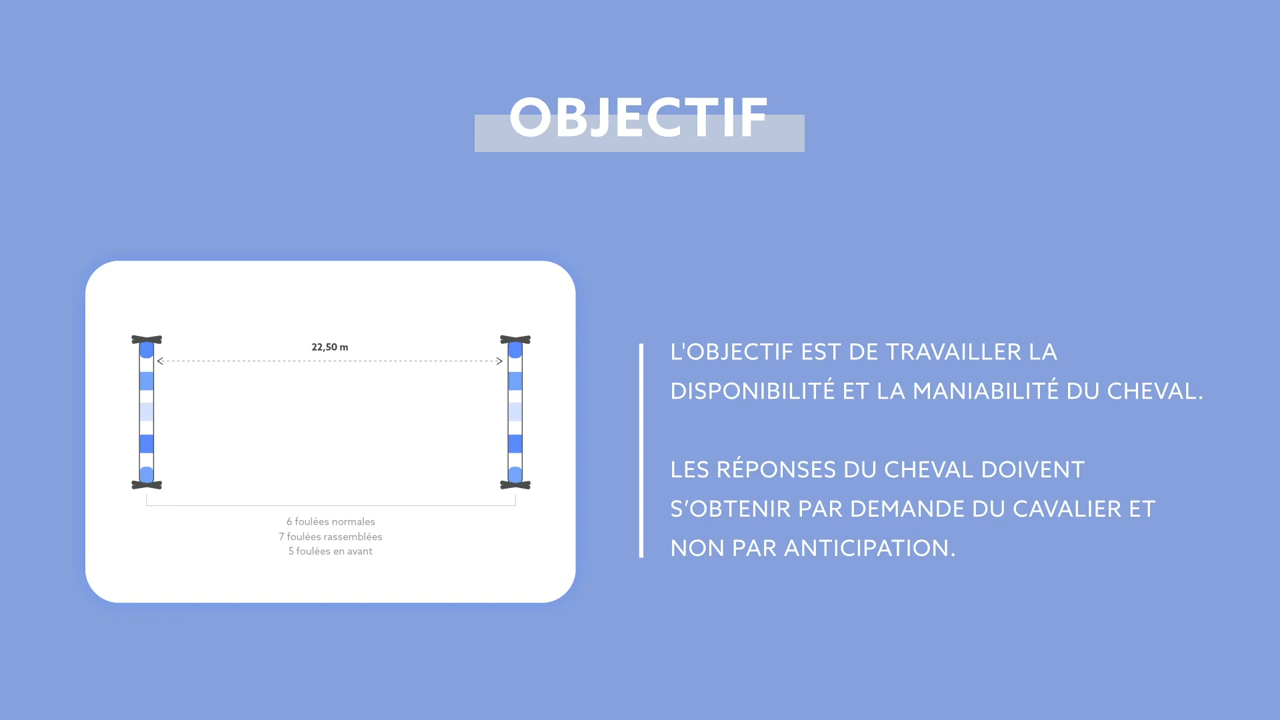 OBJECTIF
22,50 m
6 foulées normales
7 foulées rassemblées
5 foulées en avant
L'OBJECTIF EST DE TRAVAILLER LA
DISPONIBILITÉ ET LA MANIABILITÉ DU CHEVAL.
LES RÉPONSES DU CHEVAL DOIVENT
S’OBTENIR PAR DEMANDE DU CAVALIER ET
NON PAR ANTICIPATION.